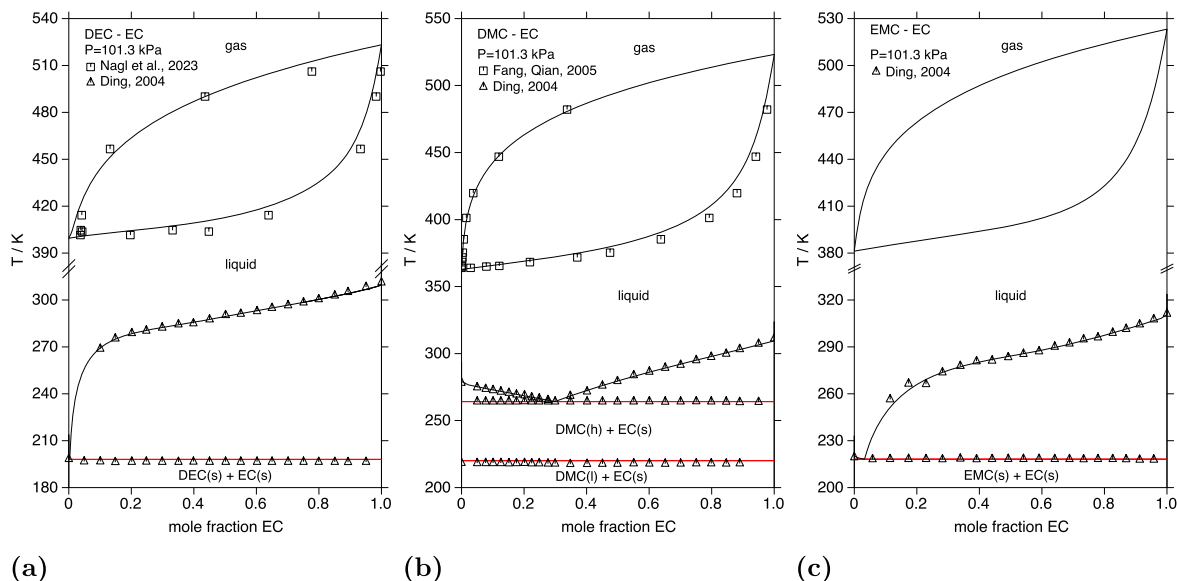 DEC - EC
P=101.3 kPa
Nagl et al., 2023
Ding, 2004
gas
liquid
DEC(s) + EC(s)
540
510
480
450
420
390
300
270
240
210
180
T / K
0
0.2
0.4
0.6
0.8
1.0
mole fraction EC
(a)
DMC - EC
P=101.3 kPa
Fang, Qian, 2005
Ding, 2004
gas
liquid
DMC(h) + EC(s)
DMC(l) + EC(s)
550
500
450
400
350
300
250
200
T / K
0
0.2
0.4
0.6
0.8
1.0
mole fraction EC
(b)
EMC - EC
P=101.3 kPa
Ding, 2004
gas
liquid
EMC(s) + EC(s)
530
500
470
440
410
380
320
290
260
230
200
T / K
0
0.2
0.4
0.6
0.8
1.0
mole fraction EC
(c)